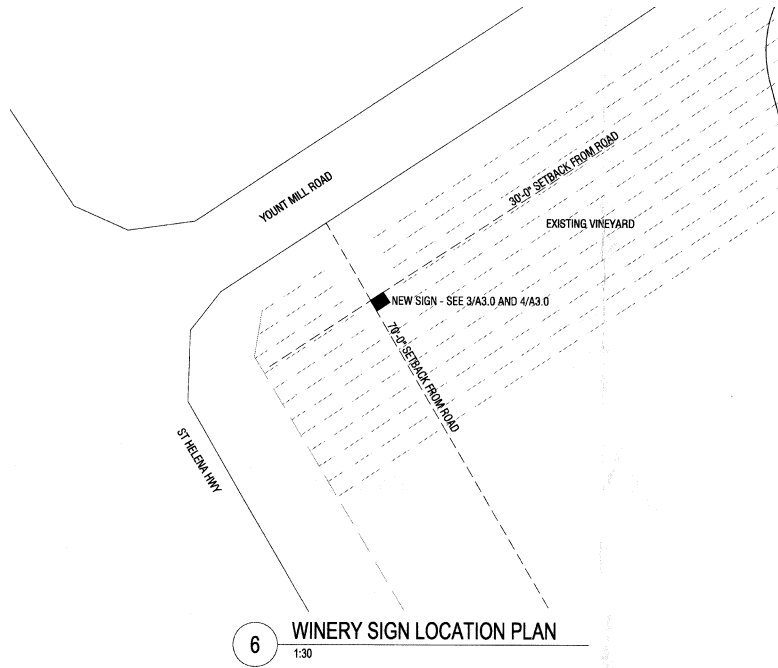 YOUNT MILL ROAD
30'-0" SETBACK FROM ROAD
EXISTING VINEYARD
NEW SIGN - SEE 3/A3.0 AND 4/A3.0
70'-0" SETBACK FROM ROAD
ST HELENA HWY
6
WINERY SIGN LOCATION PLAN
1:30